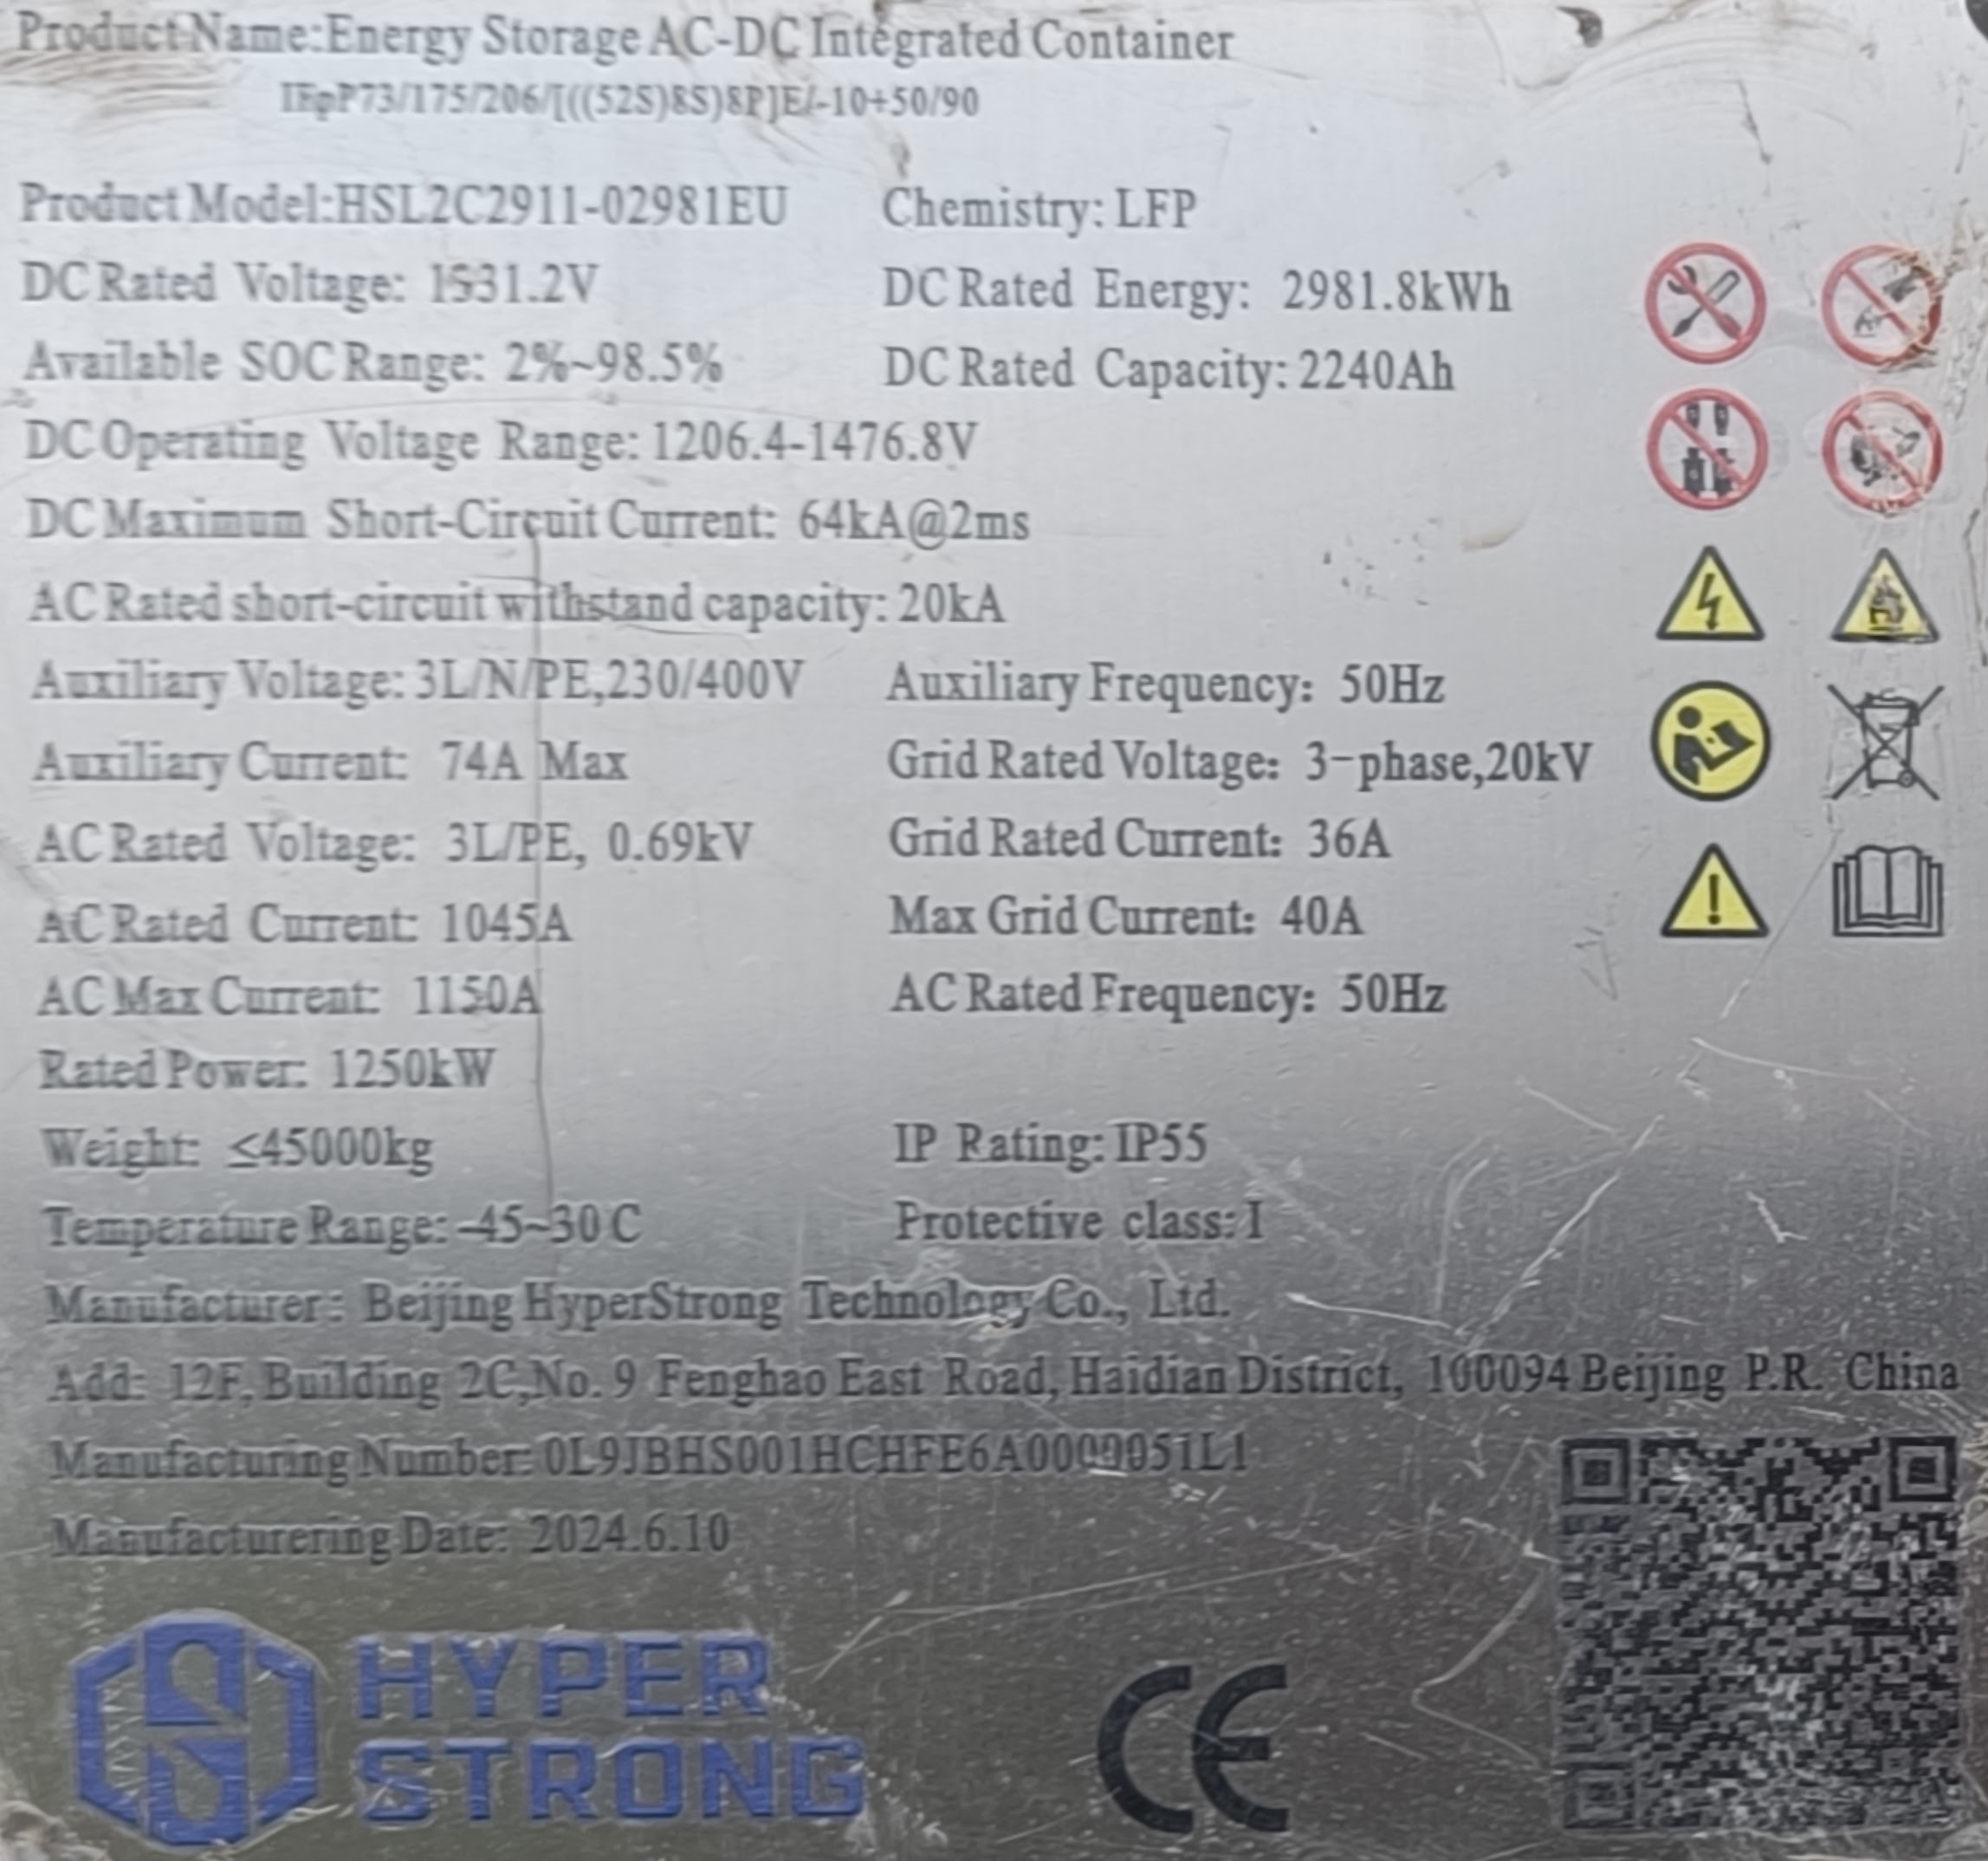 Product Name:Energy Storage AC-DC Integrated Container
IFpP73/175/206/[((52S)8S)8P]E/-10+50/90
Product Model:HSL2C2911-02981EU Chemistry: LFP
DC Rated Voltage: 1331.2V DC Rated Energy: 2981.8kWh
Available SOC Range: 2%~98.5% DC Rated Capacity: 2240Ah
DC Operating Voltage Range: 1206.4-1476.8V
DC Maximum Short-Circuit Current: 64kA@2ms
AC Rated short-circuit withstand capacity: 20kA
Auxiliary Voltage: 3L/N/PE,230/400V Auxiliary Frequency: 50Hz
Auxiliary Current: 74A Max Grid Rated Voltage: 3-phase,20kV
AC Rated Voltage: 3L/PE, 0.69kV Grid Rated Current: 36A
AC Rated Current: 1045A Max Grid Current: 40A
AC Max Current: 1150A AC Rated Frequency: 50Hz
Rated Power: 1250kW
Weight: ≤45000kg IP Rating: IP55
Temperature Range: -45~30 C Protective class: I
Manufacturer: Beijing HyperStrong Technology Co., Ltd.
Add: 12F, Building 2C,No. 9 Fenghao East Road, Haidian District, 100094 Beijing P.R. China
Manufacturing Number: 0L9JBHS001HCHFE6A0000051L1
Manufacturering Date: 2024.6.10
HYPER
STRONG
CE